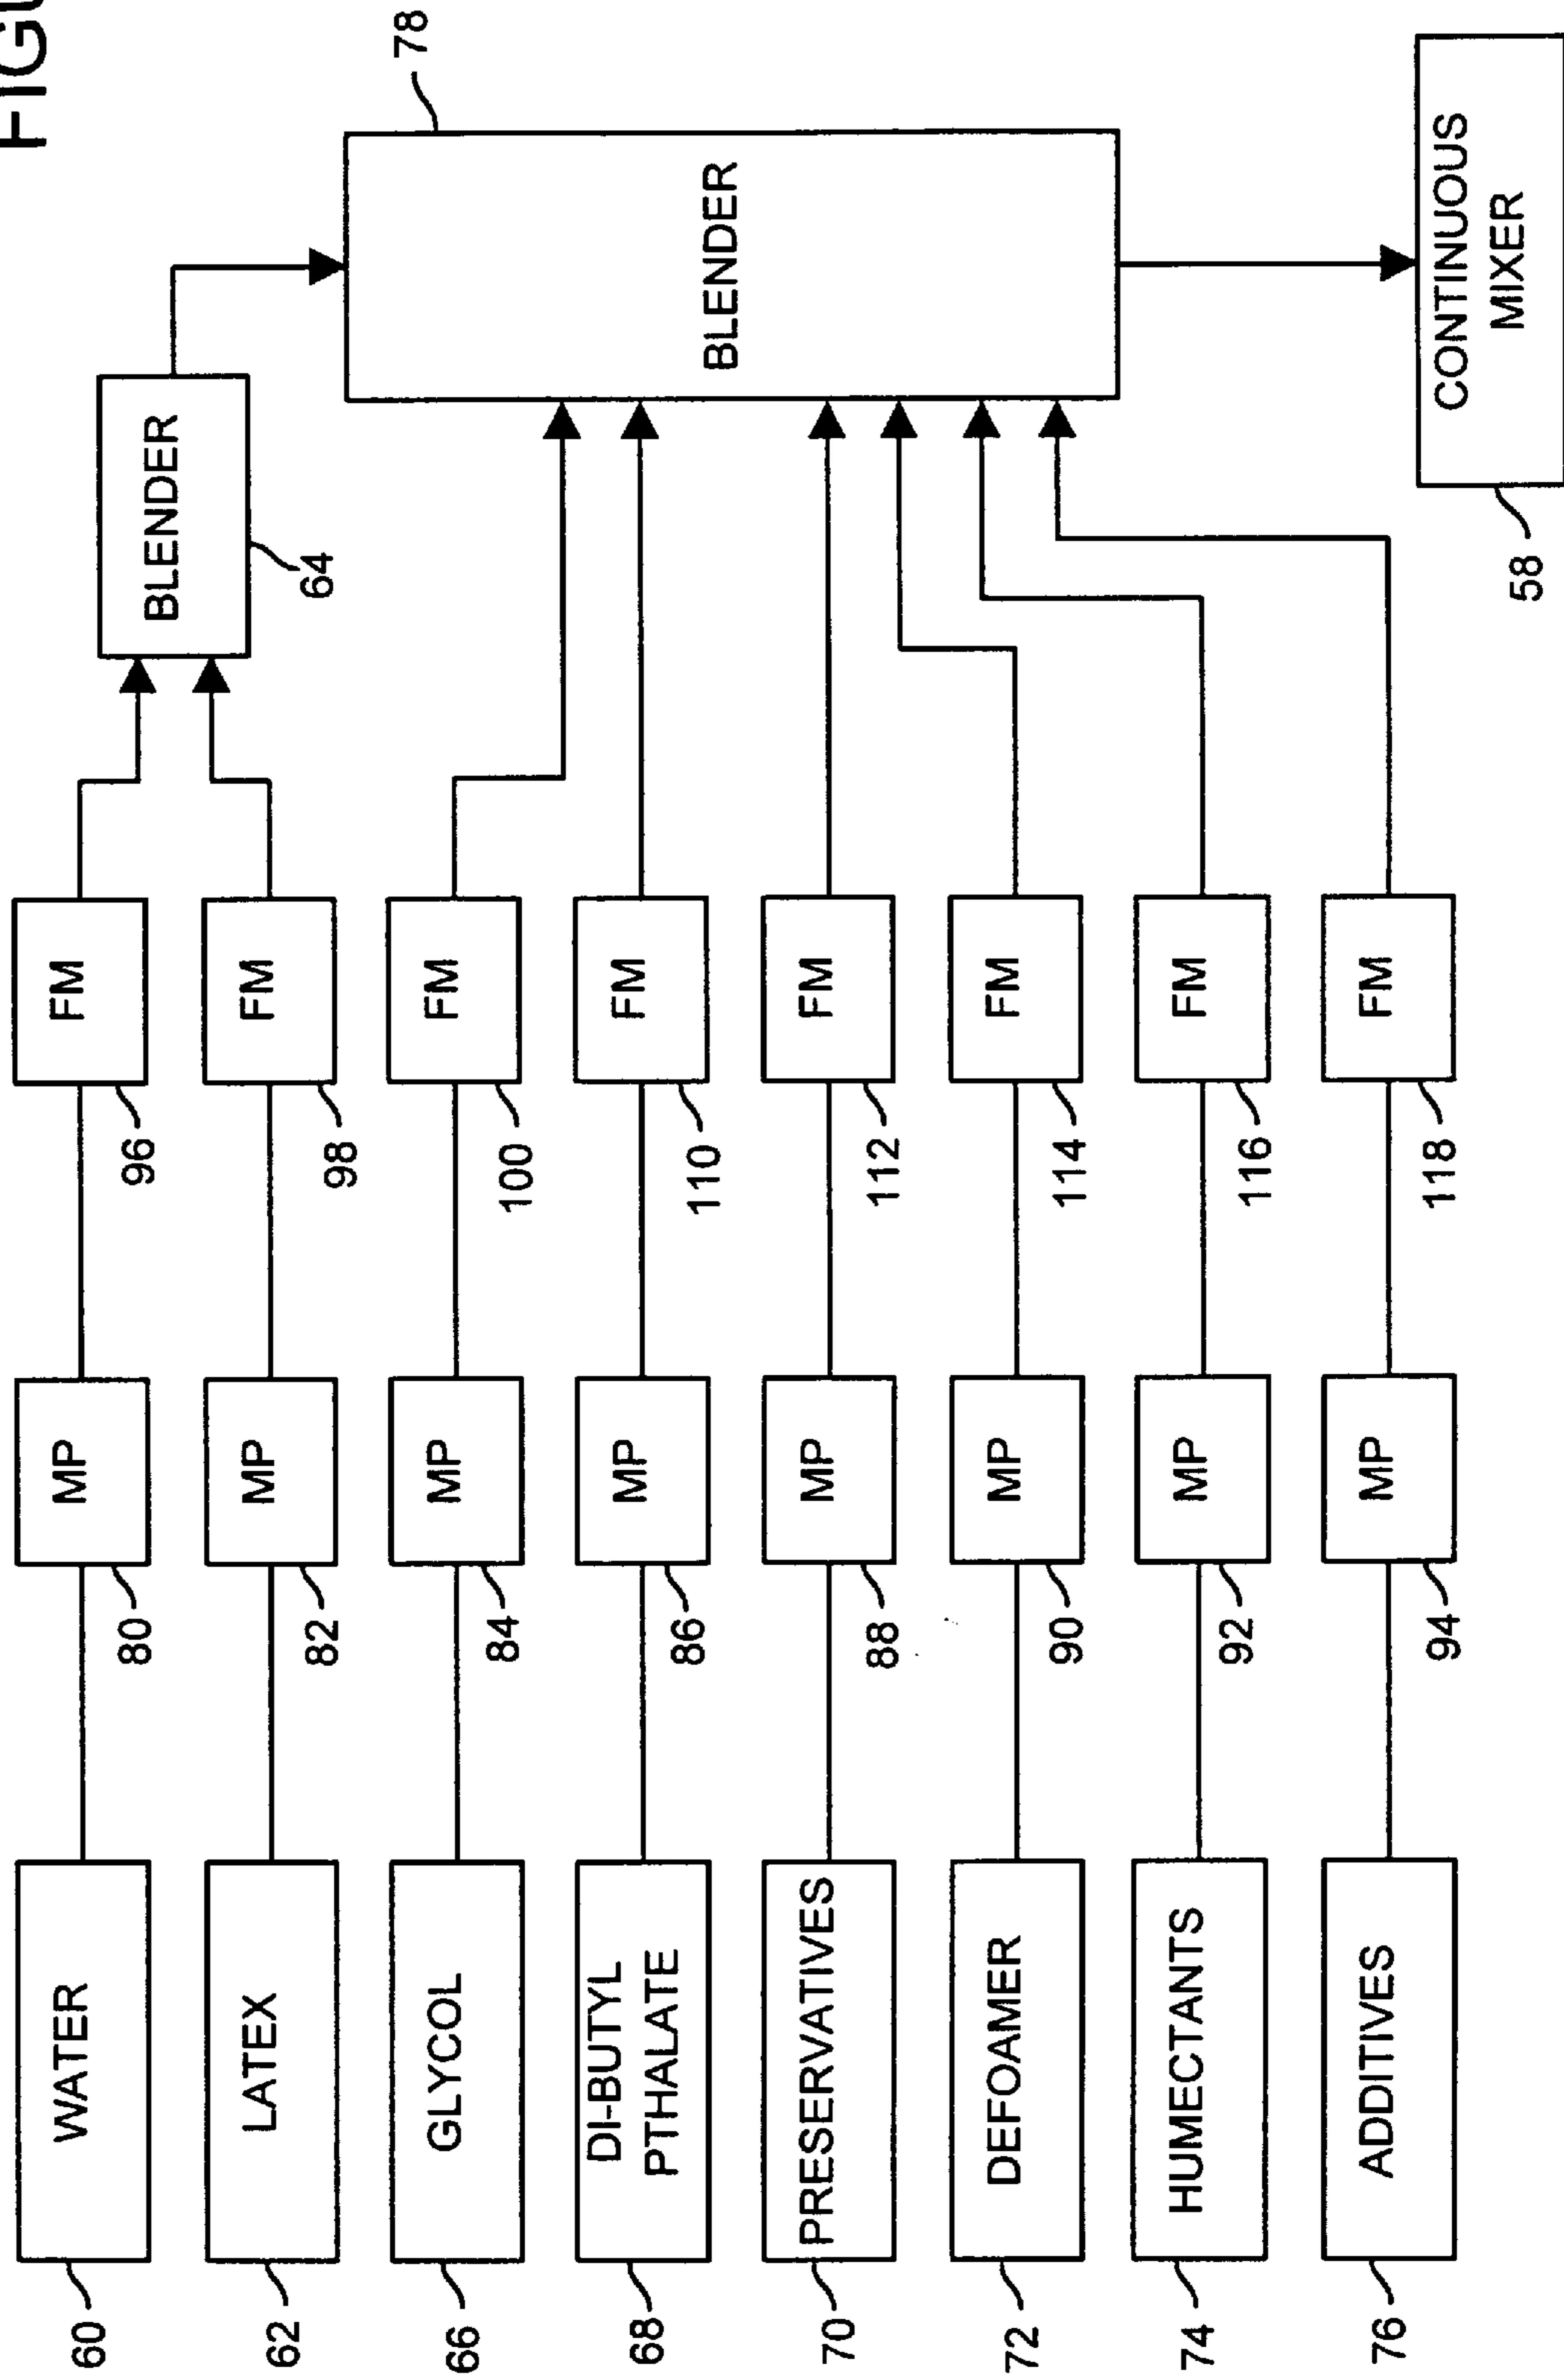 FIGU
60
WATER
80
MP
96
FM
BLENDER
64
62
LATEX
82
MP
98
FM
66
GLYCOL
84
MP
100
FM
78
BLENDER
68
DI-BUTYL
PTHALATE
86
MP
110
FM
70
PRESERVATIVES
88
MP
112
FM
72
DEFOAMER
90
MP
114
FM
74
HUMECTANTS
92
MP
116
FM
76
ADDITIVES
94
MP
118
FM
58
CONTINUOUS
MIXER